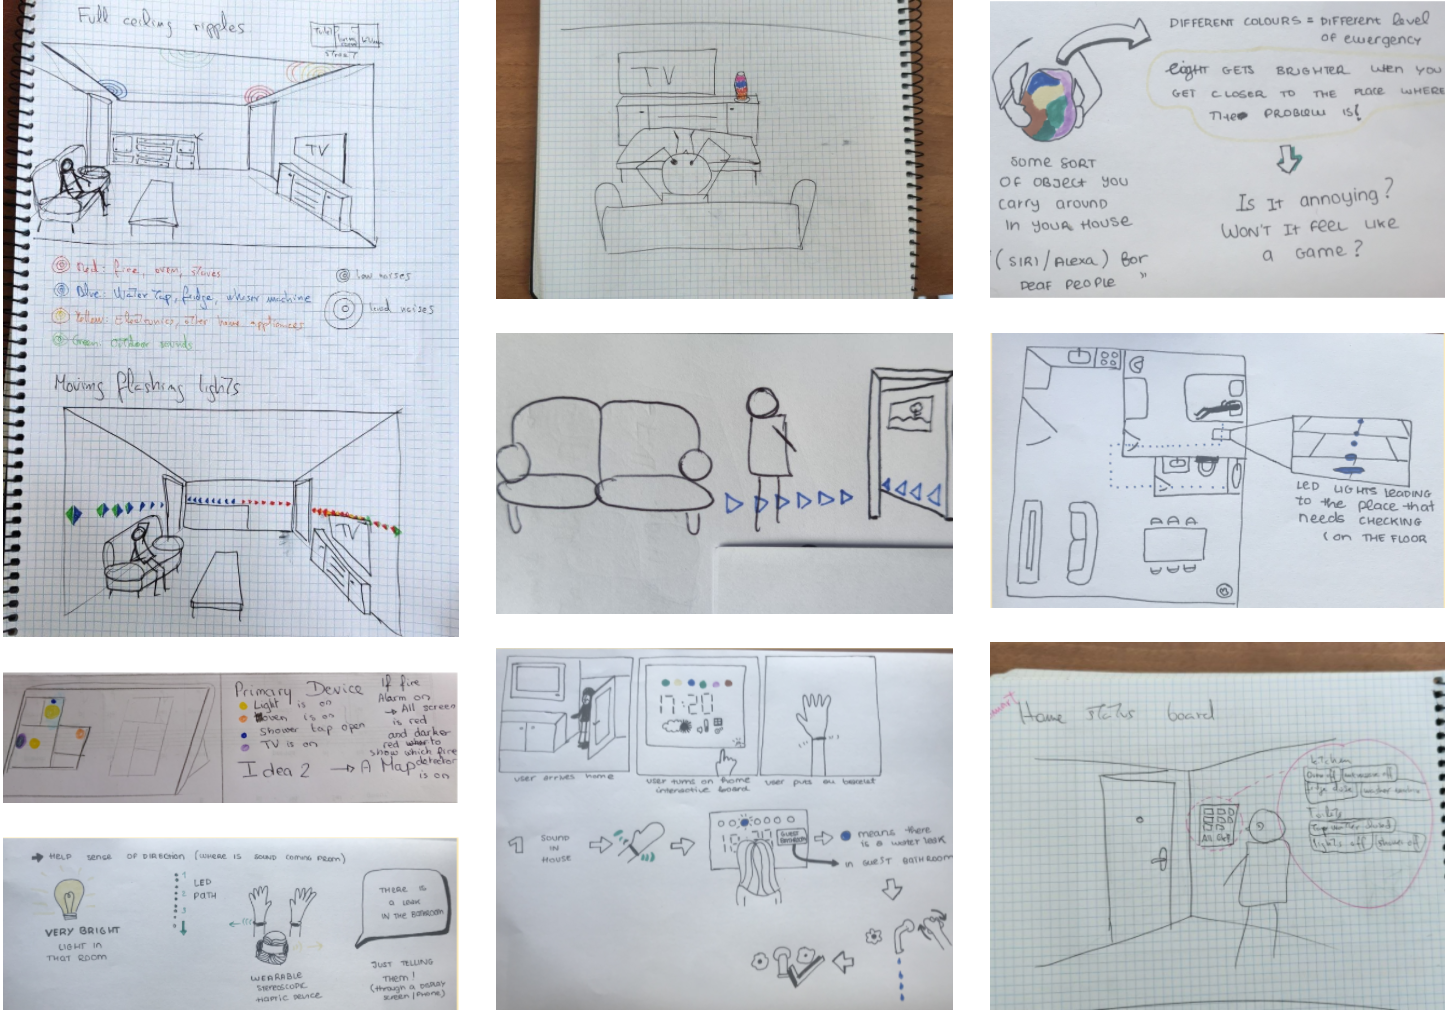 Full ceiling ripples
Toilet
Living room
Kitchen
STREET
TV
Red: fire, oven, stoves
Blue: Water tap, fridge, washer machine
Yellow: Electronics, other home appliances
Green: outdoor sounds
low noises
loud noises
Moving flashing lights
TV
Primary Device
Light is on
oven is on
shower tap open
TV is on
Idea 2 → A Map
If fire
Alarm on
→ All screen
is red
and darker
red to
show which fire
detector
is on
→ HELP SENSE OF DIRECTION (WHERE IS SOUND COMING FROM)
VERY BRIGHT
LIGHT IN
THAT ROOM
1
2
3
LED
PATH
WEARABLE
STEREOSCOPIC
HAPTIC DEVICE
THERE IS
A LEAK
IN THE BATHROOM
JUST TELLING
THEM!
(THROUGH A DISPLAY
SCREEN/PHONE)
TV
17:20
user arrives home
user turns on home
interactive board
user puts on bracelet
SOUND
IN
HOUSE
GUEST
BATHROOM
means there
is a water leak
IN GUEST BATHROOM
DIFFERENT COLOURS = DIFFERENT level
OF emergency
light GETS BRIGHTER WHEN YOU
GET CLOSER TO THE PLACE WHERE
THE PROBLEM IS!
SOME SORT
OF OBJECT YOU
carry around
IN YOUR HOUSE
"(SIRI/Alexa) for
DEAF PEOPLE"
Is It annoying?
WON'T It feel like
a game?
LED LIGHTS LEADING
to the place that
needs CHECKING
(on THE FLOOR
Home status board
Kitchen
Oven off
Toilet
lights off
shower off